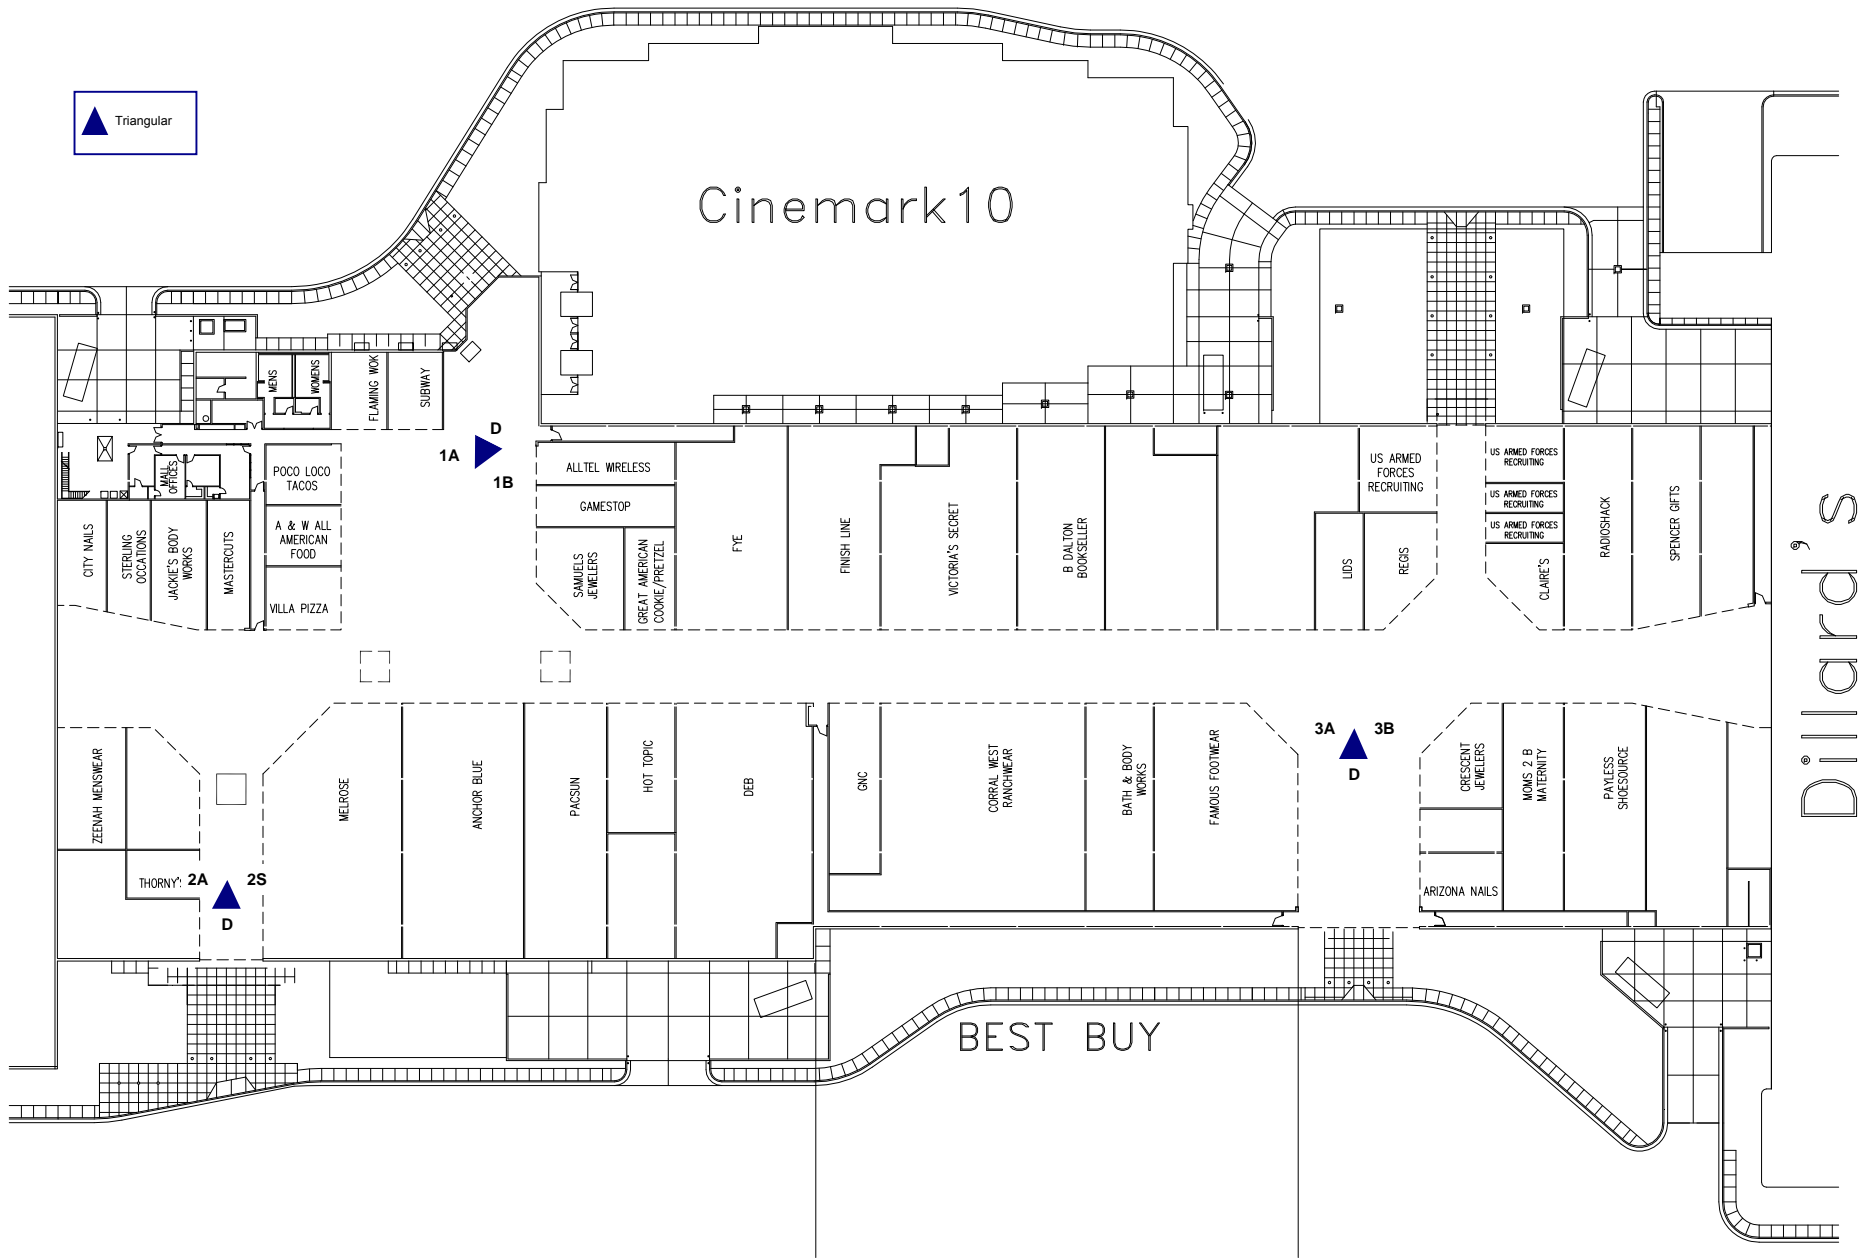 Triangular
Cinemark10
MENS
WOMENS
FLAMING WOK
SUBWAY
D
1A
1B
MALL
OFFICES
POCO LOCO
TACOS
A & W ALL
AMERICAN
FOOD
VILLA PIZZA
CITY NAILS
STERLING
OCCATIONS
JACKIE'S BODY
WORKS
MASTERCUTS
ALLTEL WIRELESS
GAMESTOP
SAMUELS
JEWELERS
GREAT AMERICAN
COOKIE/PRETZEL
FYE
FINISH LINE
VICTORIA'S SECRET
B DALTON
BOOKSELLER
US ARMED
FORCES
RECRUITING
LIDS
REGIS
US ARMED FORCES
RECRUITING
US ARMED FORCES
RECRUITING
US ARMED FORCES
RECRUITING
CLAIRE'S
RADIOSHACK
SPENCER GIFTS
Dillard's
ZEENAH MENSWEAR
THORNY'S
2A
2S
D
MELROSE
ANCHOR BLUE
PACSUN
HOT TOPIC
DEB
GNC
CORRAL WEST
RANCHWEAR
BATH & BODY
WORKS
FAMOUS FOOTWEAR
3A
3B
D
CRESCENT
JEWELERS
ARIZONA NAILS
MOMS 2 B
MATERNITY
PAYLESS
SHOESOURCE
BEST BUY